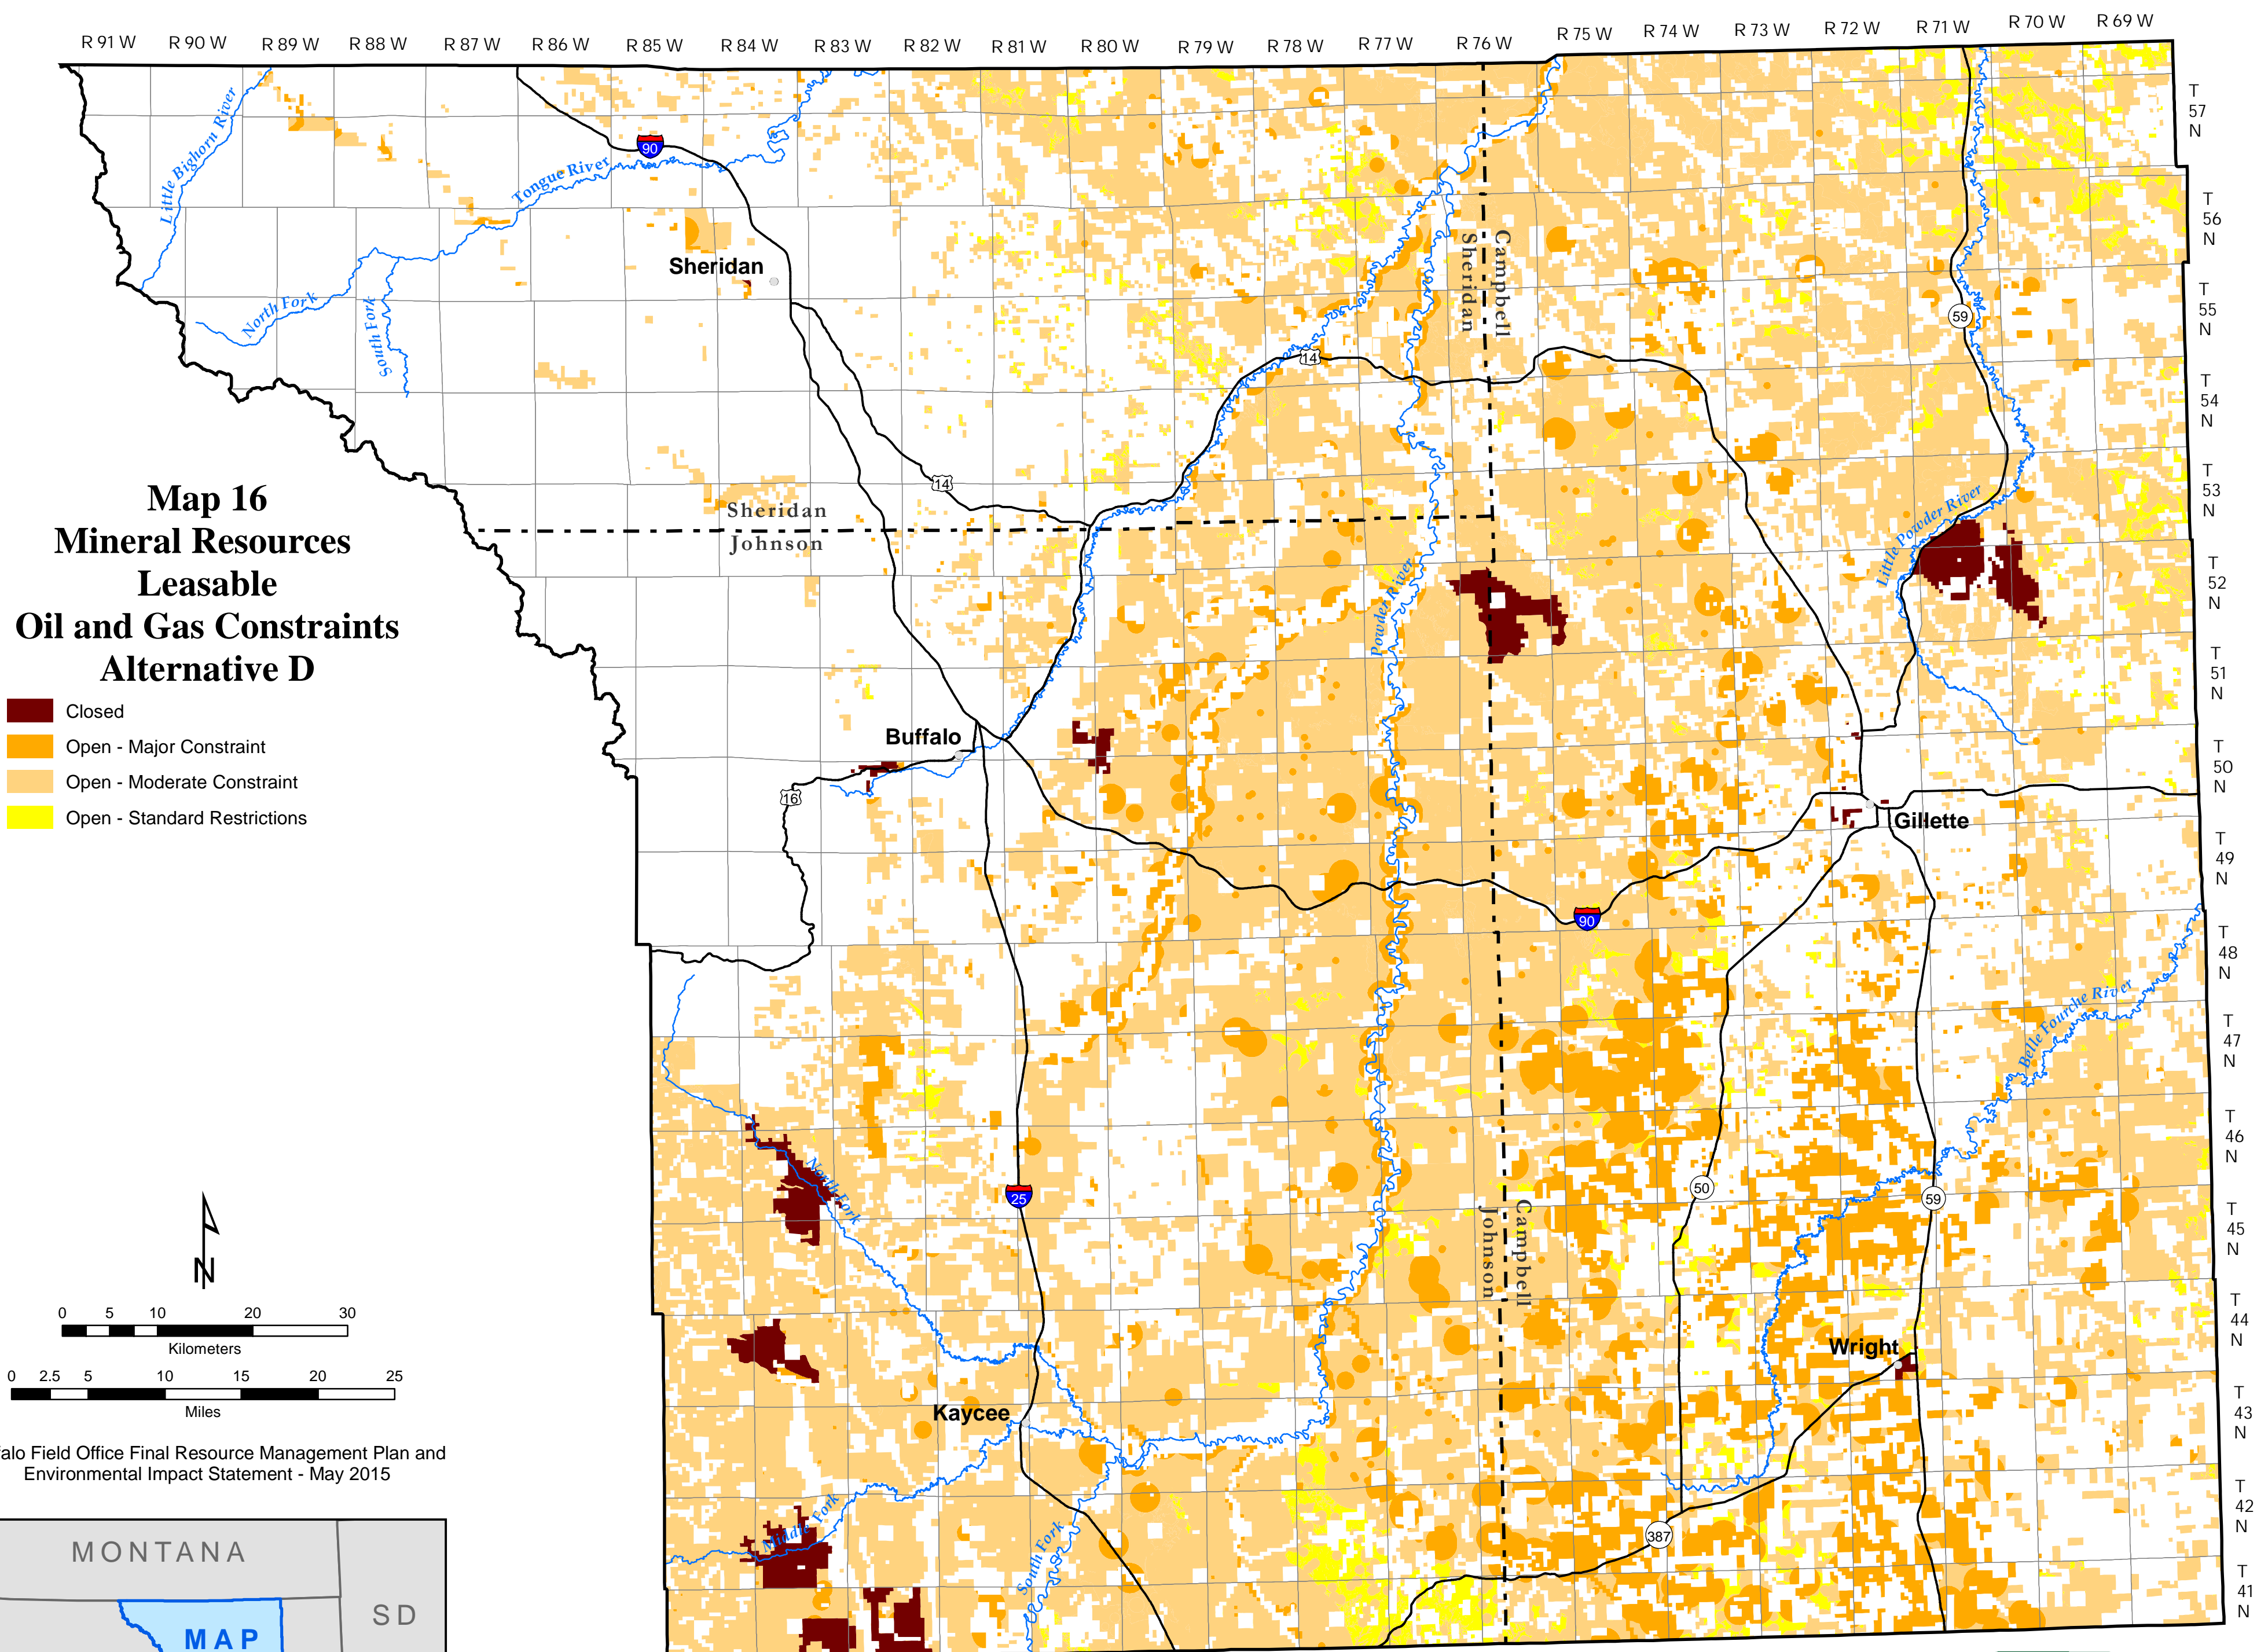 R 91 W R 90 W R 89 W R 88 W R 87 W R 86 W R 85 W R 84 W R 83 W R 82 W R 81 W R 80 W R 79 W R 78 W R 77 W R 76 W R 75 W R 74 W R 73 W R 72 W R 71 W R 70 W R 69 W
T
57
N
T
56
N
T
55
N
T
54
N
T
53
N
T
52
N
T
51
N
T
50
N
T
49
N
T
48
N
T
47
N
T
46
N
T
45
N
T
44
N
T
43
N
T
42
N
T
41
N
Little Bighorn River
Tongue River
90
North Fork
South Fork
Sheridan
Sheridan
Campbell
59
14
14
Sheridan
Johnson
Powder River
Little Powder River
Buffalo
16
Gillette
90
Belle Fourche River
North Fork
25
Johnson
Campbell
50
59
Wright
Kaycee
Middle Fork
South Fork
387
Map 16
Mineral Resources
Leasable
Oil and Gas Constraints
Alternative D
Closed
Open - Major Constraint
Open - Moderate Constraint
Open - Standard Restrictions
N
0 5 10 20 30
Kilometers
0 2.5 5 10 15 20 25
Miles
alo Field Office Final Resource Management Plan and
Environmental Impact Statement - May 2015
MONTANA
SD
MAP